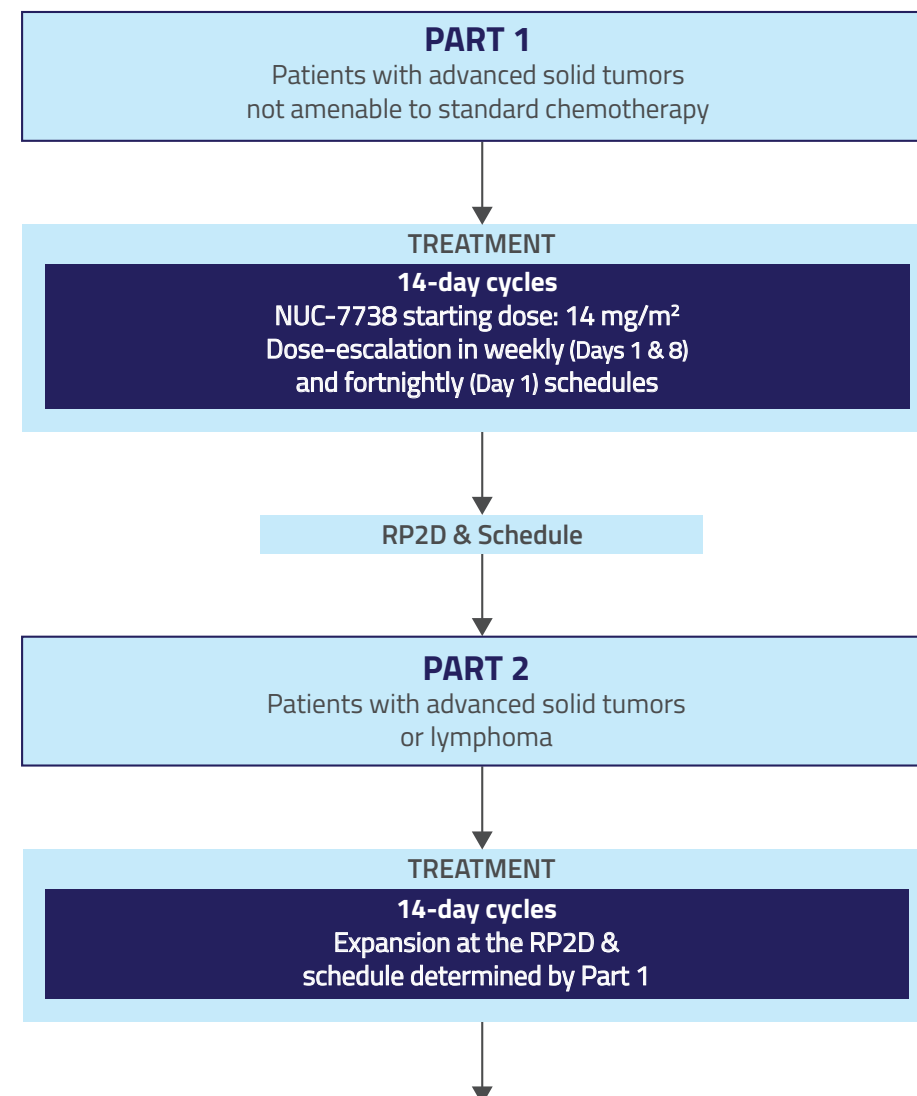 PART 1
Patients with advanced solid tumors
not amenable to standard chemotherapy
TREATMENT
14-day cycles
NUC-7738 starting dose: 14 mg/m²
Dose-escalation in weekly (Days 1 & 8)
and fortnightly (Day 1) schedules
RP2D & Schedule
PART 2
Patients with advanced solid tumors
or lymphoma
TREATMENT
14-day cycles
Expansion at the RP2D &
schedule determined by Part 1